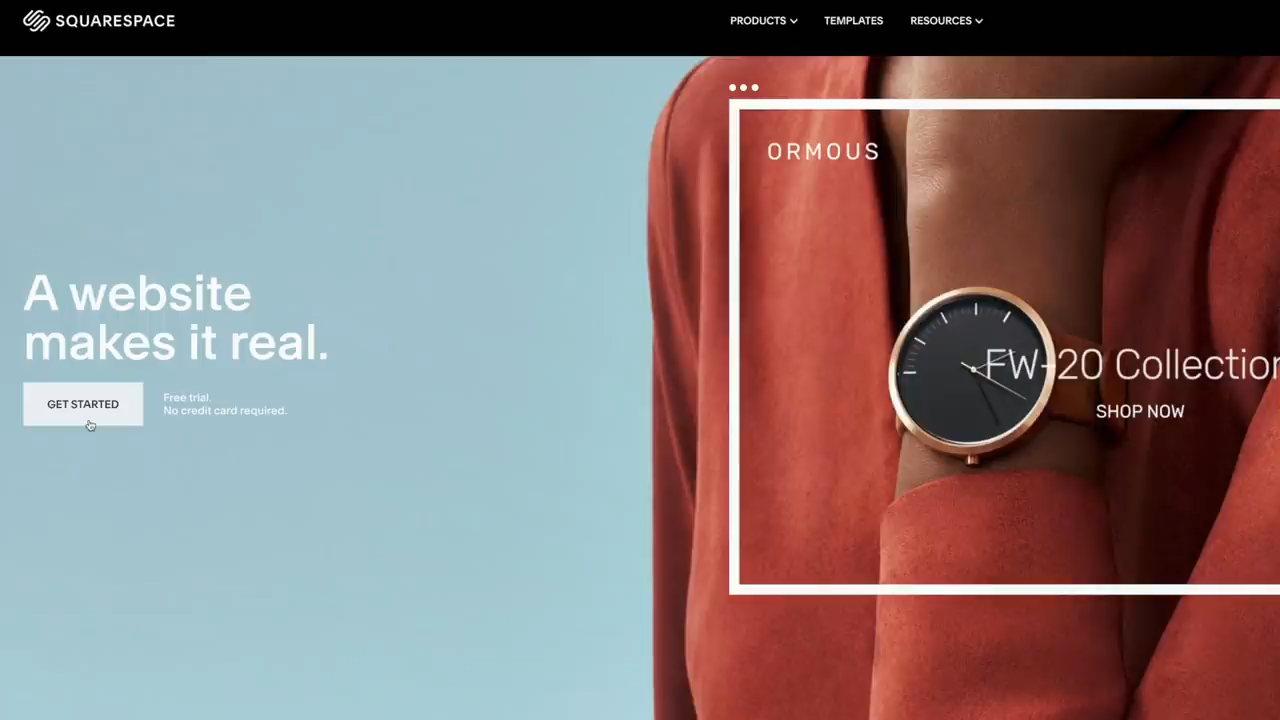 SQUARESPACE
PRODUCTS
TEMPLATES
RESOURCES
ORMOUS
A website
makes it real.
FW-20 Collection
GET STARTED
Free trial.
No credit card required.
SHOP NOW